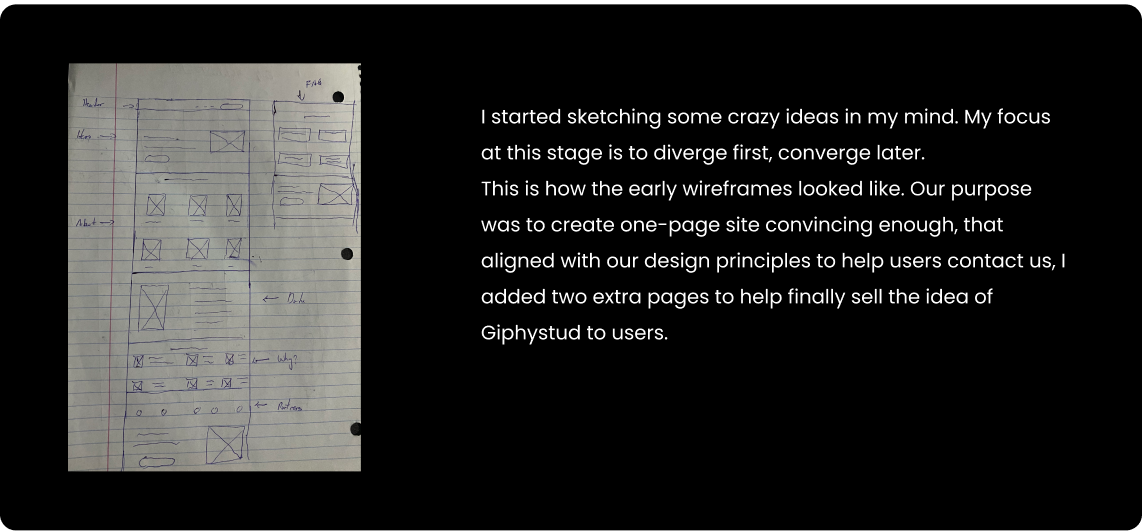 Header
FAQ
Hero
About
Why?
Partners
I started sketching some crazy ideas in my mind. My focus
at this stage is to diverge first, converge later.
This is how the early wireframes looked like. Our purpose
was to create one-page site convincing enough, that
aligned with our design principles to help users contact us, I
added two extra pages to help finally sell the idea of
Giphystud to users.